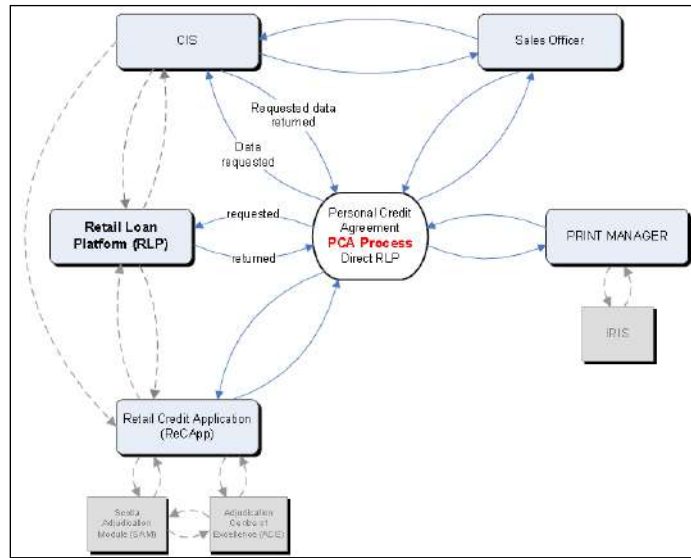 CIS
Sales Officer
Requested data
returned
Data
requested
Retail Loan
Platform (RLP)
requested
returned
Personal Credit
Agreement
PCA Process
Direct RLP
PRINT MANAGER
IRIS
Retail Credit Application
(ReCApp)
Scotia
Adjudication
Module (SAM)
Adjudication
Centre of
Excellence (ACE)